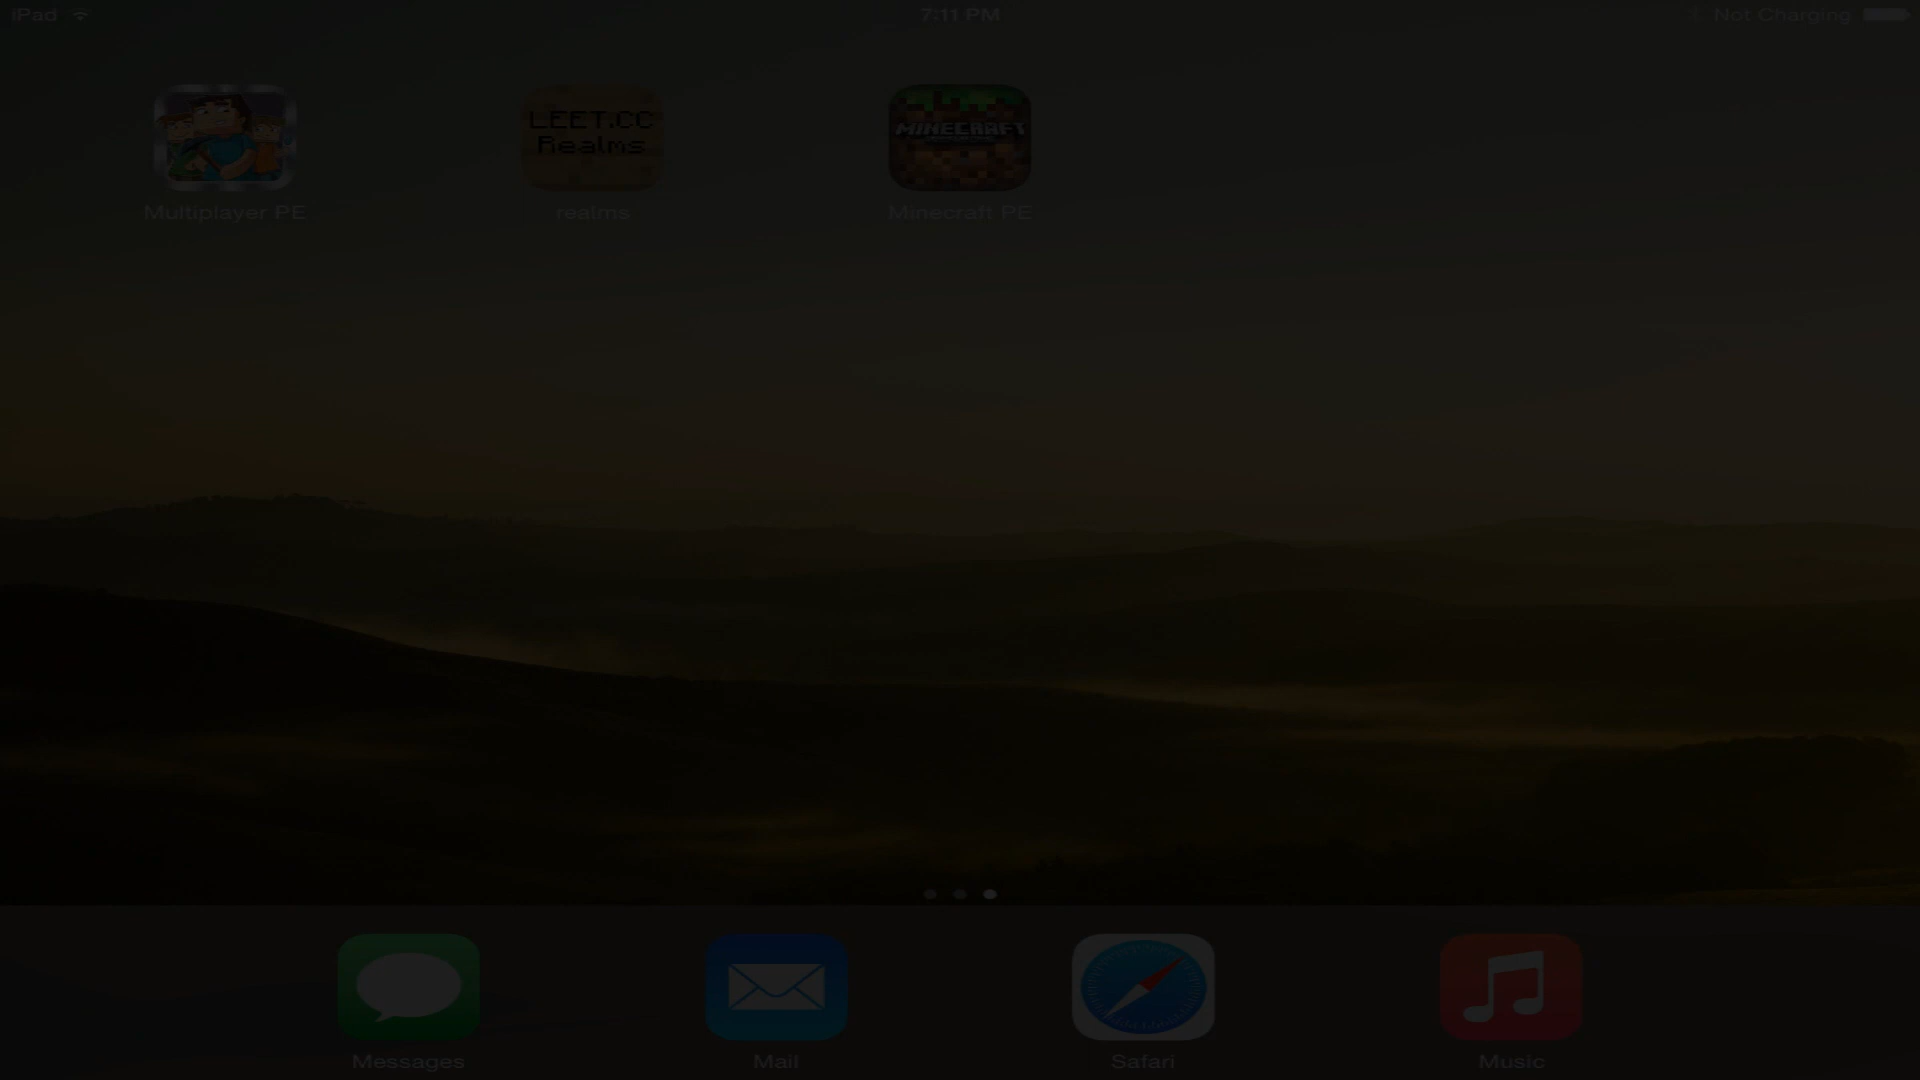 iPad
7:11 PM
Not Charging
LEET.CC
Realms
MINECRAFT
Multiplayer PE
realms
Minecraft PE
Messages
Mail
Safari
Music